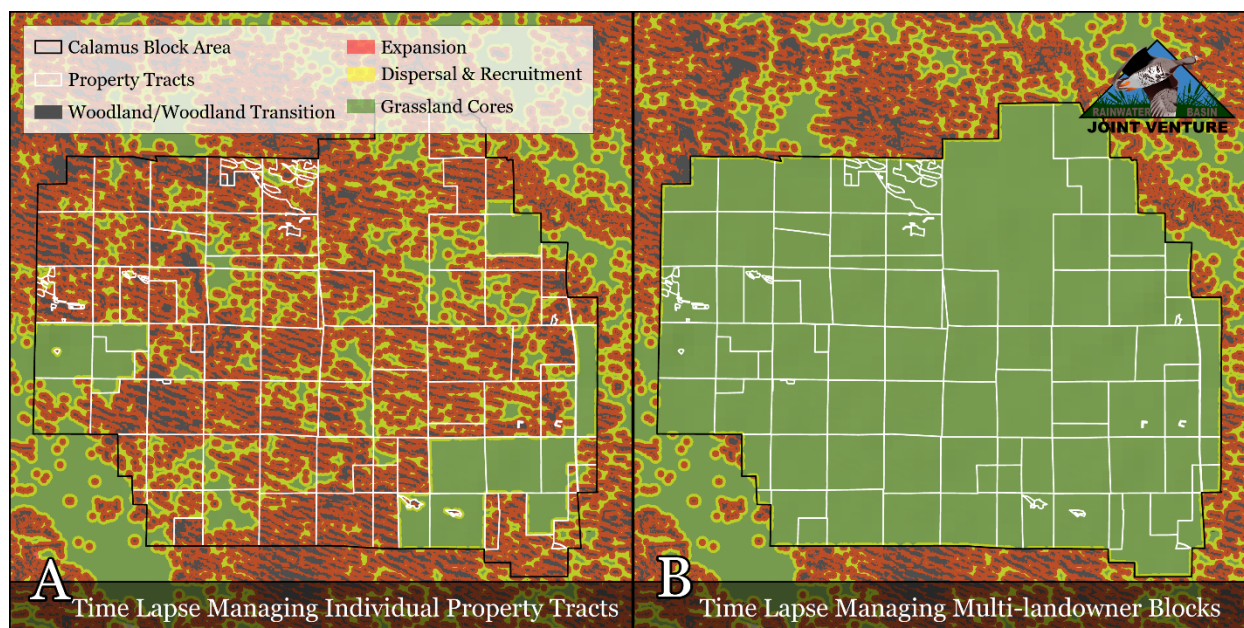 Calamus Block Area
Property Tracts
Woodland/Woodland Transition
Expansion
Dispersal & Recruitment
Grassland Cores
RAINWATER BASIN
JOINT VENTURE
A
Time Lapse Managing Individual Property Tracts
B
Time Lapse Managing Multi-landowner Blocks